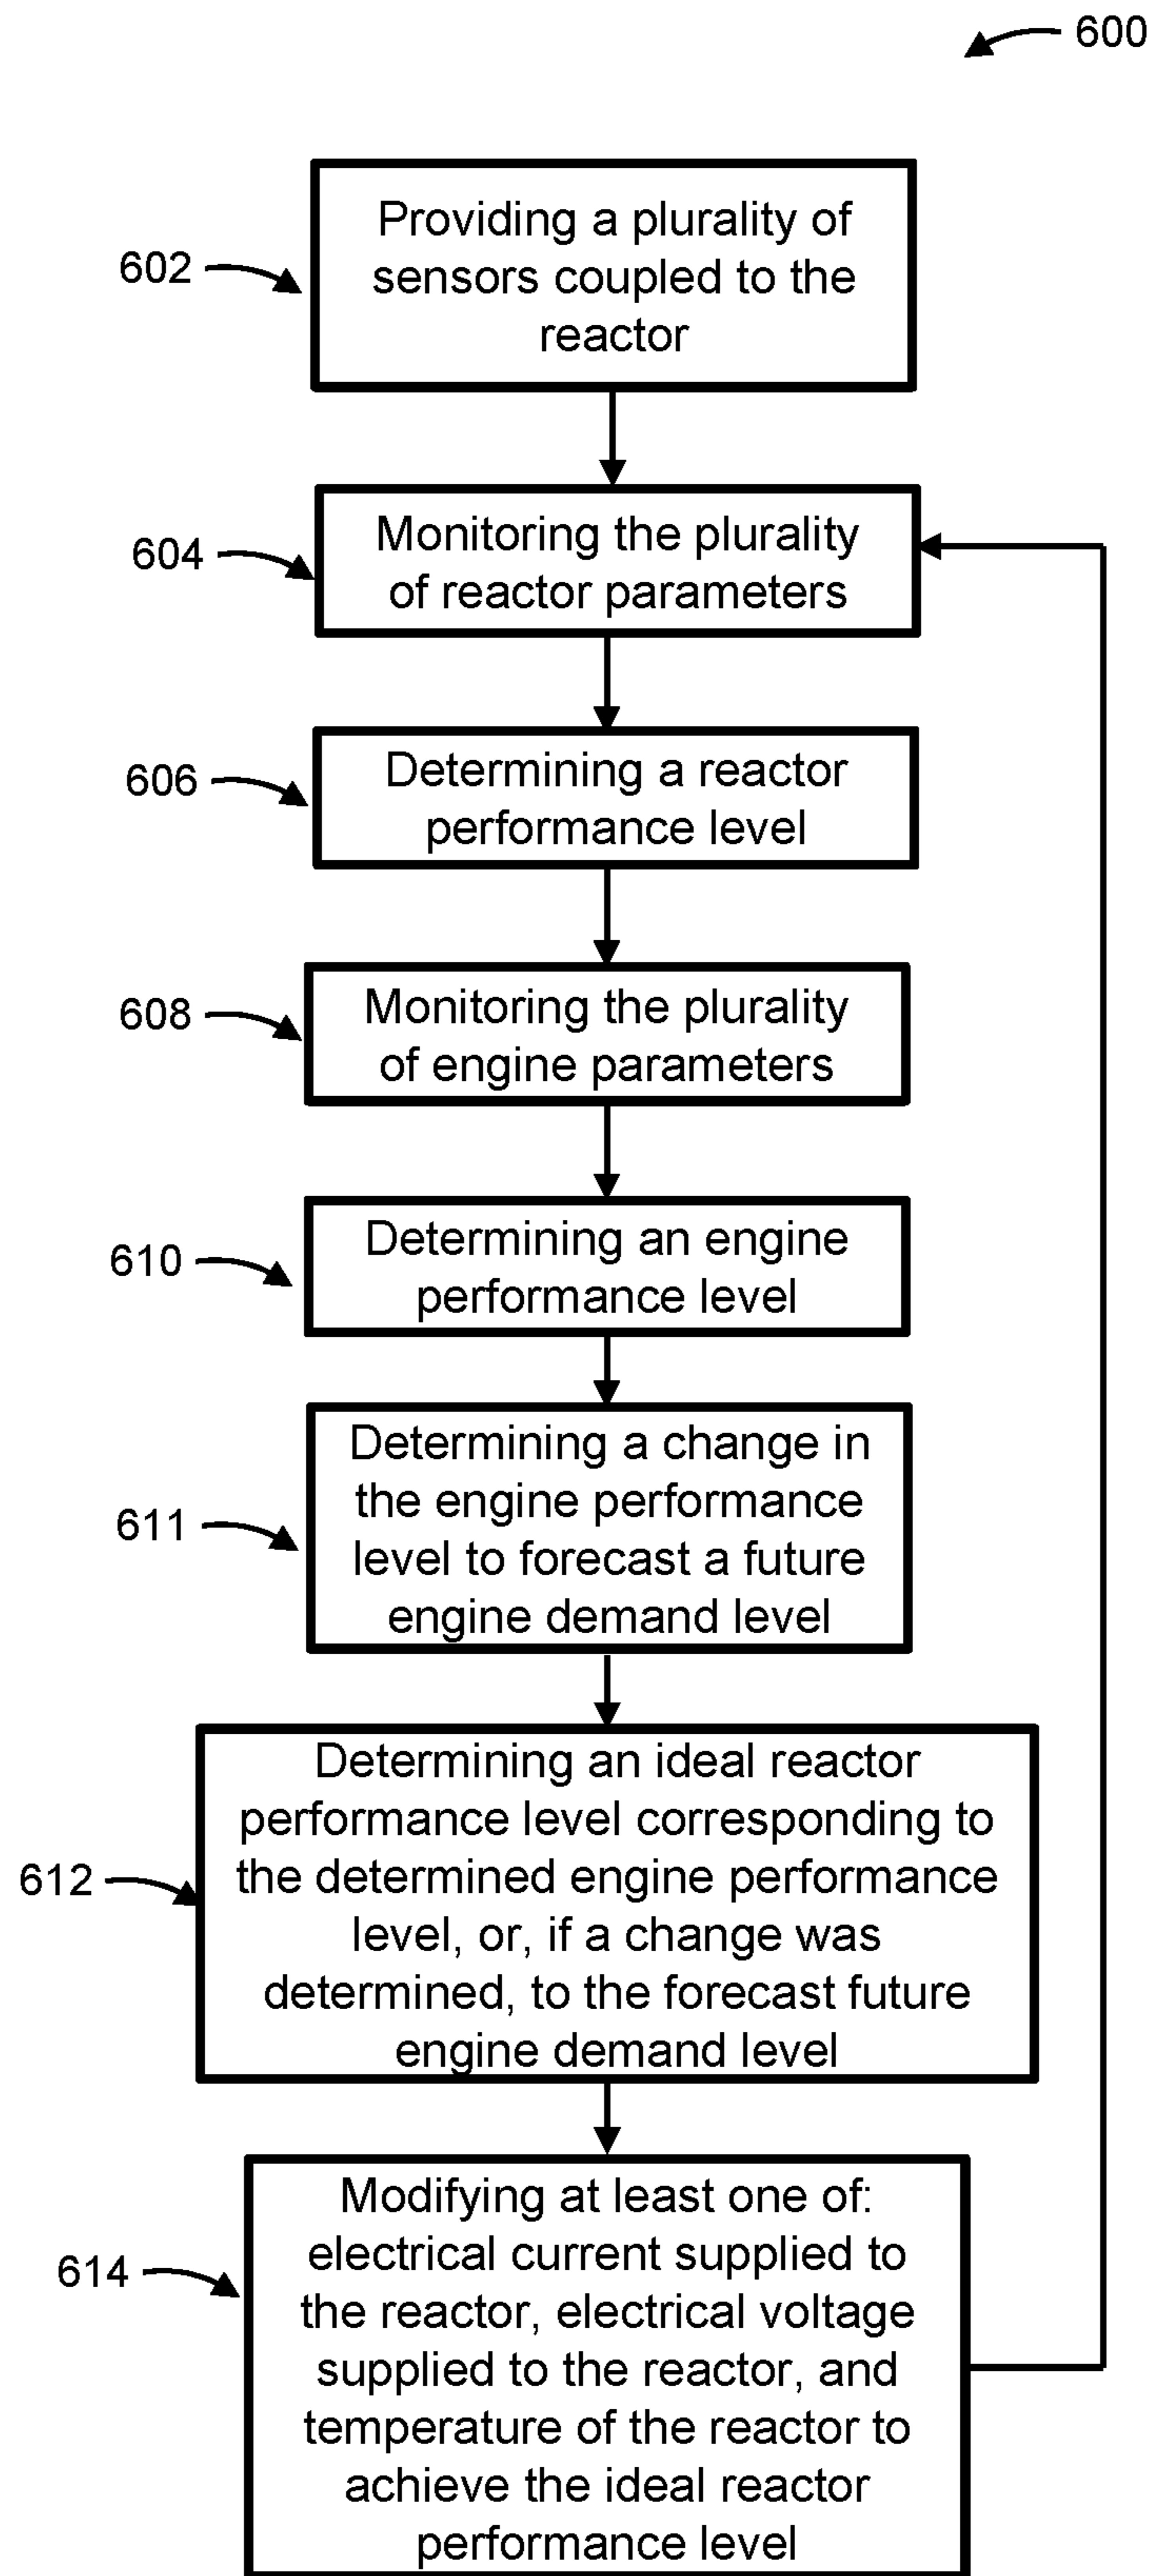 600
602
Providing a plurality of
sensors coupled to the
reactor
604
Monitoring the plurality
of reactor parameters
606
Determining a reactor
performance level
608
Monitoring the plurality
of engine parameters
610
Determining an engine
performance level
611
Determining a change in
the engine performance
level to forecast a future
engine demand level
612
Determining an ideal reactor
performance level corresponding to
the determined engine performance
level, or, if a change was
determined, to the forecast future
engine demand level
614
Modifying at least one of:
electrical current supplied to
the reactor, electrical voltage
supplied to the reactor, and
temperature of the reactor to
achieve the ideal reactor
performance level